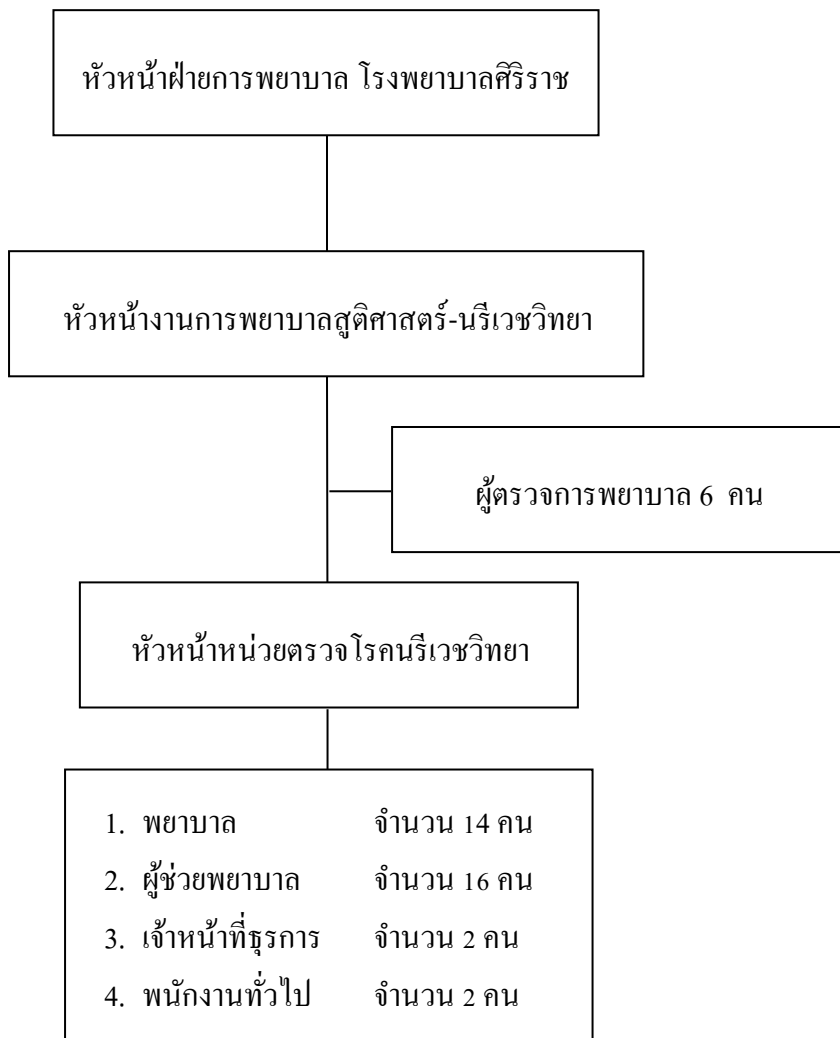 หัวหน้าฝ่ายการพยาบาล โรงพยาบาลศิริราช
หัวหน้างานการพยาบาลสูติศาสตร์-นรีเวชวิทยา
ผู้ตรวจการพยาบาล 6 คน
หัวหน้าหน่วยตรวจโรคนรีเวชวิทยา
1. พยาบาล จำนวน 14 คน
2. ผู้ช่วยพยาบาล จำนวน 16 คน
3. เจ้าหน้าที่ธุรการ จำนวน 2 คน
4. พนักงานทั่วไป จำนวน 2 คน